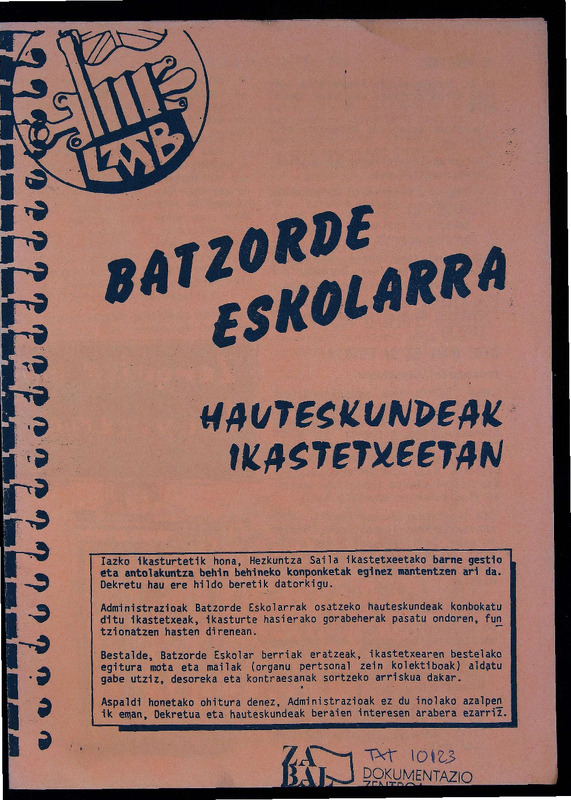 LAB
BATZORDE
ESKOLARRA
HAUTESKUNDEAK
IKASTETXEETAN
Iazko ikasturtetik hona, Hezkuntza Saila ikastetxeetako barne gestio
eta antolakuntza behin behineko konponketak eginez mantentzen ari da.
Dekretu hau ere hildo beretik datorkigu.
Administrazioak Batzorde Eskolarrak osatzeko hauteskundeak konbokatu
ditu ikastetxeak, ikasturte hasierako gorabeherak pasatu ondoren, fun
tzionatzen hasten direnean.
Bestalde, Batzorde Eskolar berriak eratzeak, ikastetxearen bestelako
egitura mota eta mailak (organu pertsonal zein kolektiboak) aldatu
gabe utziz, desoreka eta kontraesanak sortzeko arriskua dakar.
Aspaldi honetako ohitura denez, Administrazioak ez du inolako azalpen
ik eman, Dekretua eta hauteskundeak beraien interesen arabera ezarriz.
ZABAL
TXT 10123
DOKUMENTAZIO
ZENTROA